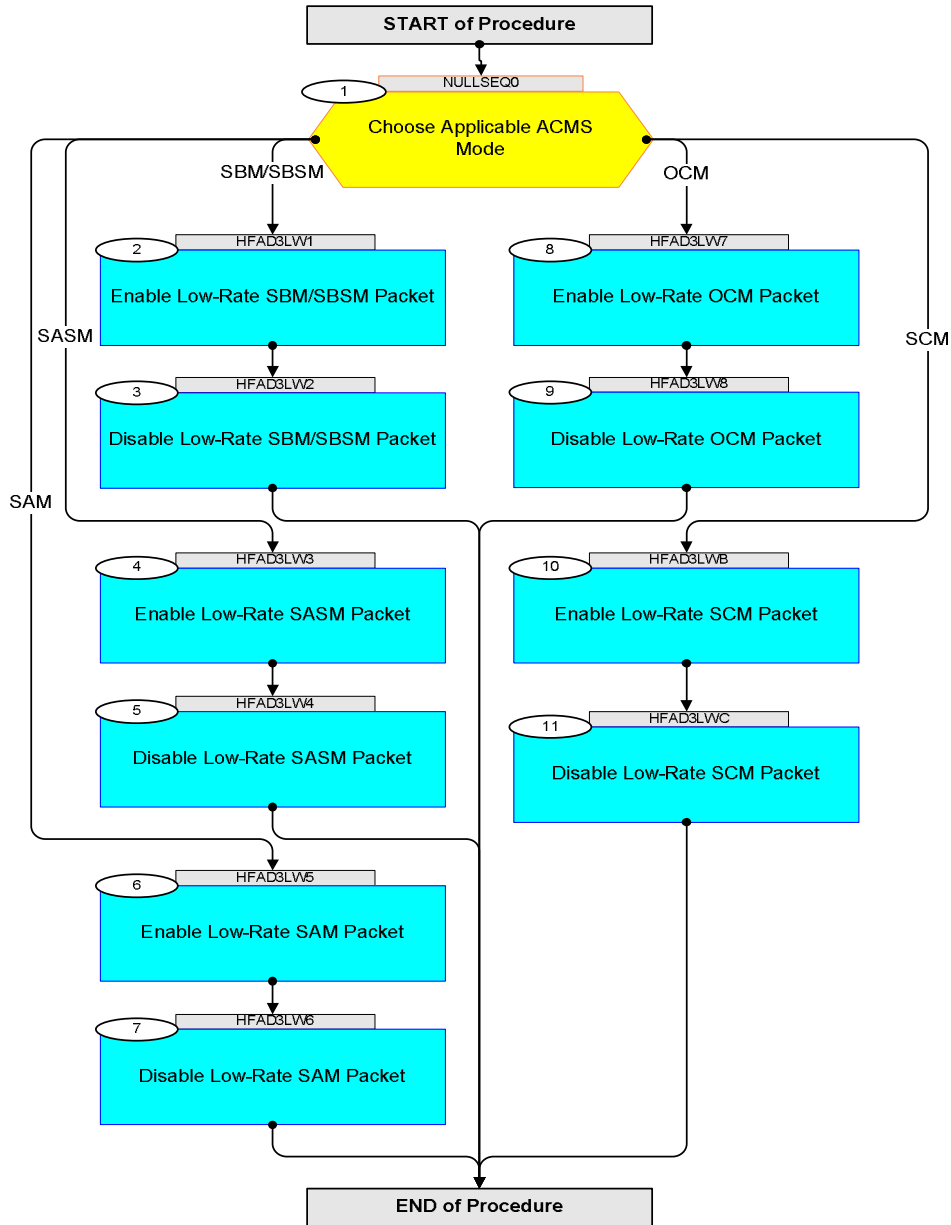 START of Procedure
NULLSEQ0
1
Choose Applicable ACMS
Mode
SBM/SBSM
OCM
SASM
SAM
SCM
HFAD3LW1
2
Enable Low-Rate SBM/SBSM Packet
HFAD3LW2
3
Disable Low-Rate SBM/SBSM Packet
HFAD3LW3
4
Enable Low-Rate SASM Packet
HFAD3LW4
5
Disable Low-Rate SASM Packet
HFAD3LW5
6
Enable Low-Rate SAM Packet
HFAD3LW6
7
Disable Low-Rate SAM Packet
HFAD3LW7
8
Enable Low-Rate OCM Packet
HFAD3LW8
9
Disable Low-Rate OCM Packet
HFAD3LWB
10
Enable Low-Rate SCM Packet
HFAD3LWC
11
Disable Low-Rate SCM Packet
END of Procedure